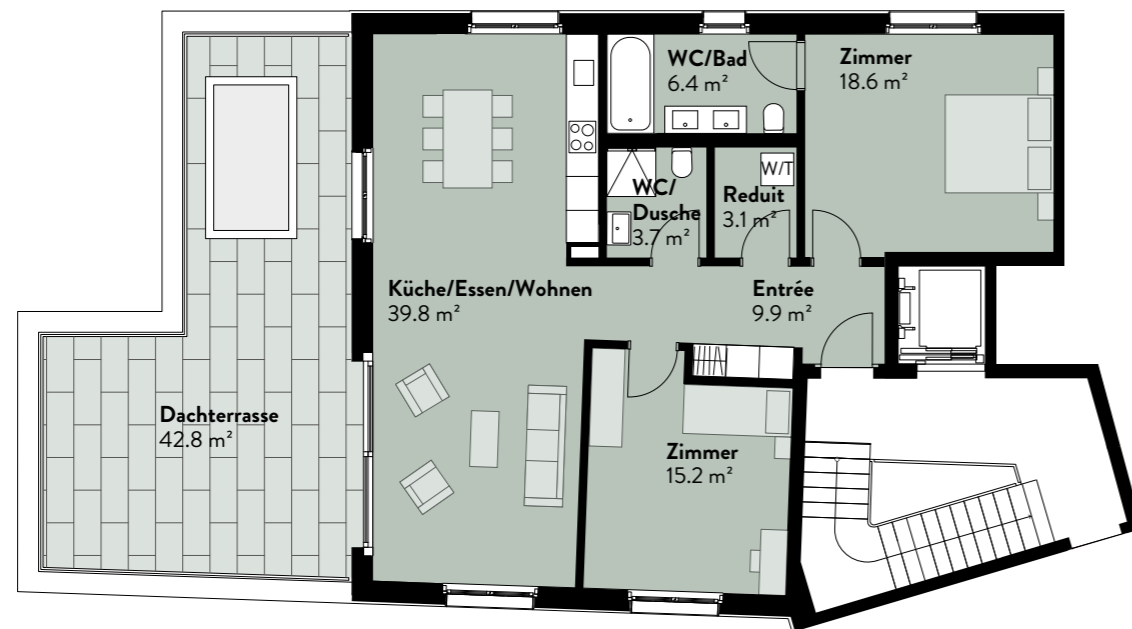 WC/Bad
6.4 m²
Zimmer
18.6 m²
W/T
WC/
Dusche
3.7 m²
Reduit
3.1 m²
Küche/Essen/Wohnen
39.8 m²
Entrée
9.9 m²
Dachterrasse
42.8 m²
Zimmer
15.2 m²